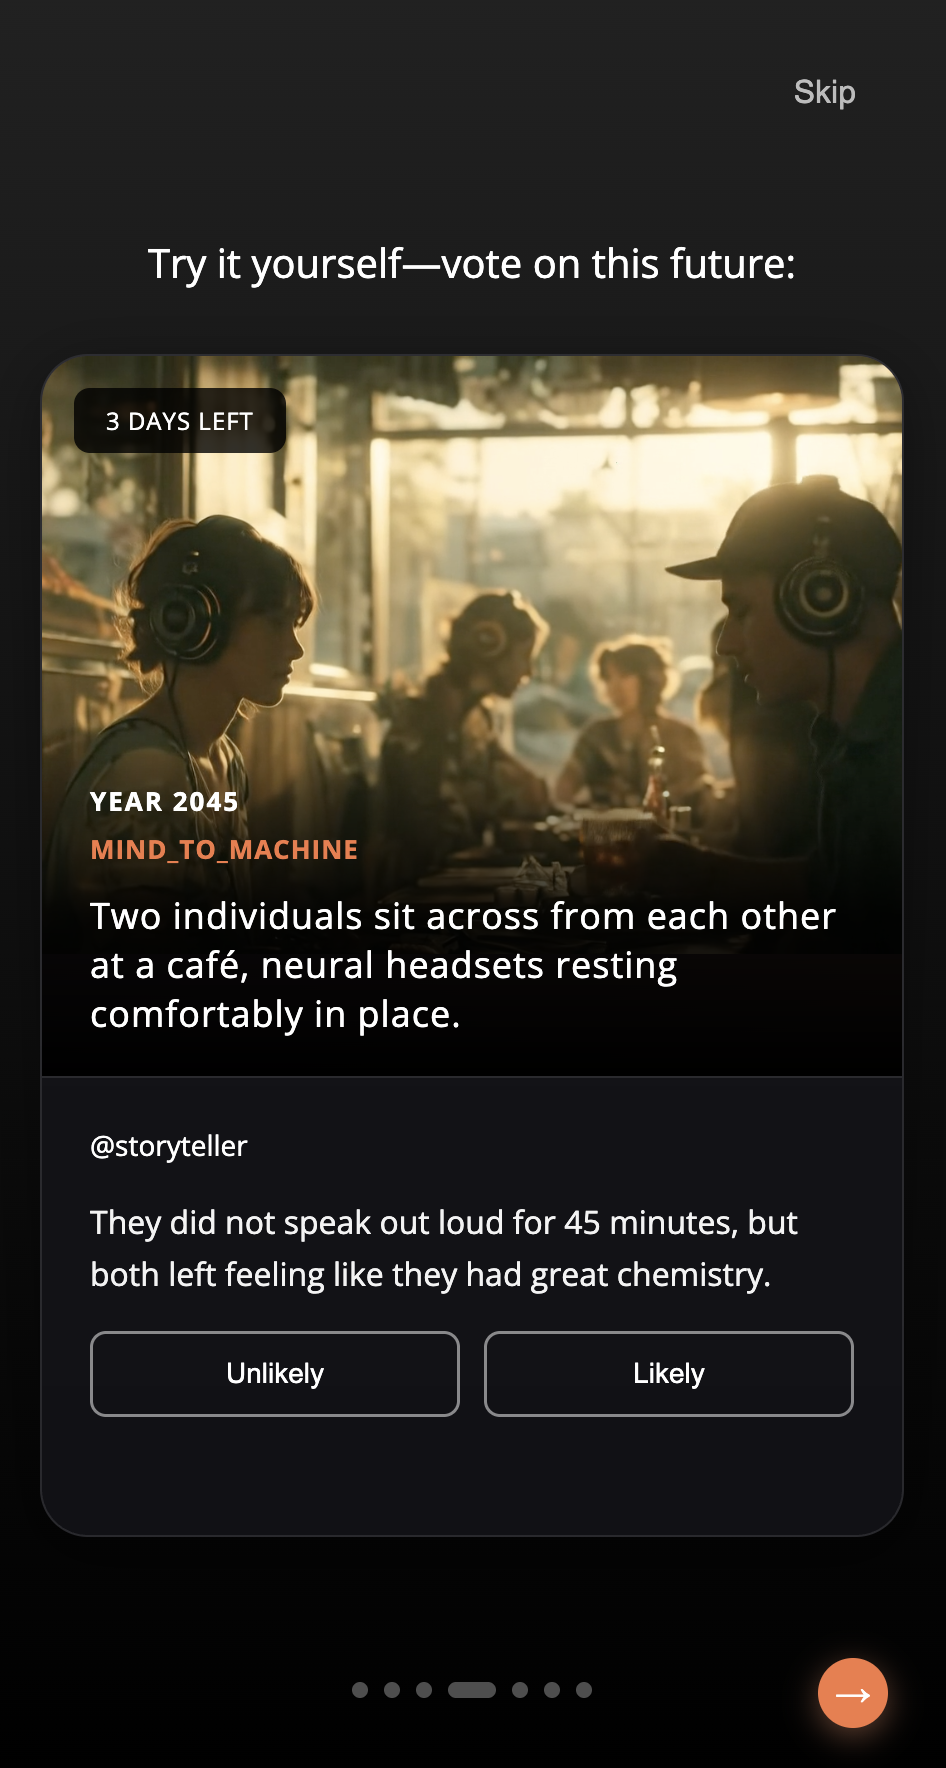 Skip
Try it yourself—vote on this future:
3 DAYS LEFT
YEAR 2045
MIND_TO_MACHINE
Two individuals sit across from each other
at a café, neural headsets resting
comfortably in place.
@storyteller
They did not speak out loud for 45 minutes, but
both left feeling like they had great chemistry.
Unlikely
Likely
→